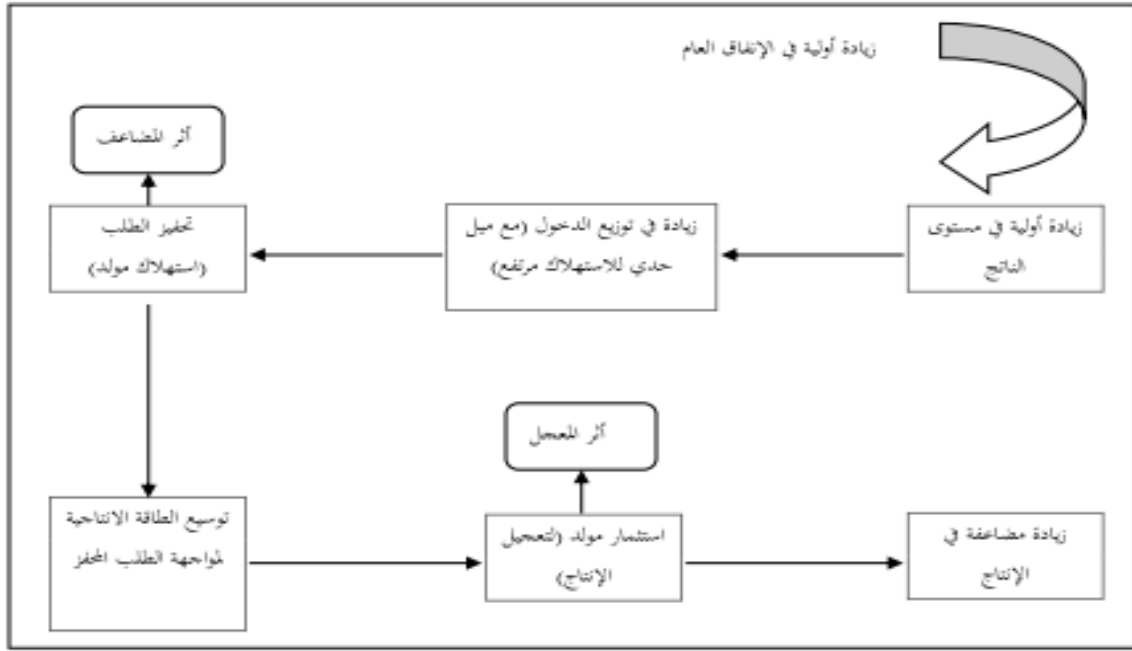 زيادة أولية في الإنفاق العام
أثر المضاعف
زيادة أولية في مستوى
الناتج
زيادة في توزيع الدخول (مع ميل
حدي للاستهلاك مرتفع)
تحفيز الطلب
(استهلاك مولد)
أثر المعجل
توسيع الطاقة الانتاجية
لمواجهة الطلب المحفز
استثمار مولد (لتعجيل
الإنتاج)
زيادة مضاعفة في
الإنتاج